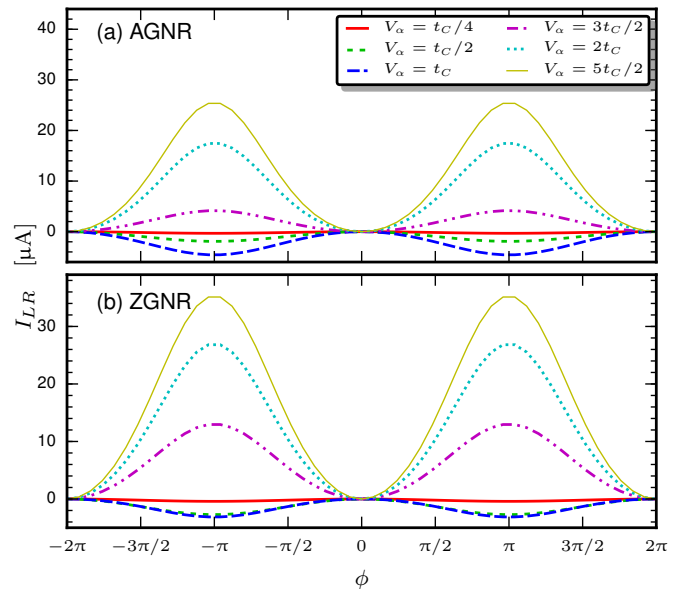 (a) AGNR
V_α = t_C/4
V_α = t_C/2
V_α = t_C
V_α = 3t_C/2
V_α = 2t_C
V_α = 5t_C/2
40
30
20
10
0
I_LR [μA]
(b) ZGNR
30
20
10
0
−2π −3π/2 −π −π/2 0 π/2 π 3π/2 2π
ϕ